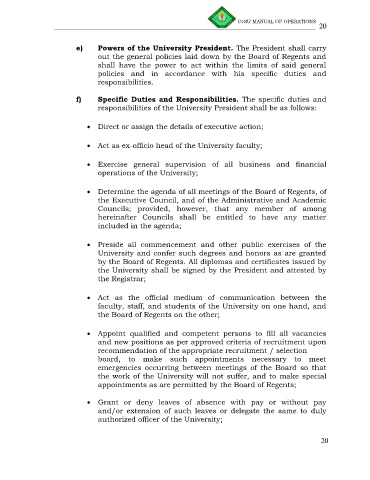 CvSU MANUAL OF OPERATIONS
20
e) Powers of the University President. The President shall carry
out the general policies laid down by the Board of Regents and
shall have the power to act within the limits of said general
policies and in accordance with his specific duties and
responsibilities.
f) Specific Duties and Responsibilities. The specific duties and
responsibilities of the University President shall be as follows:
• Direct or assign the details of executive action;
• Act as ex-officio head of the University faculty;
• Exercise general supervision of all business and financial
operations of the University;
• Determine the agenda of all meetings of the Board of Regents, of
the Executive Council, and of the Administrative and Academic
Councils; provided, however, that any member of among
hereinafter Councils shall be entitled to have any matter
included in the agenda;
• Preside all commencement and other public exercises of the
University and confer such degrees and honors as are granted
by the Board of Regents. All diplomas and certificates issued by
the University shall be signed by the President and attested by
the Registrar;
• Act as the official medium of communication between the
faculty, staff, and students of the University on one hand, and
the Board of Regents on the other;
• Appoint qualified and competent persons to fill all vacancies
and new positions as per approved criteria of recruitment upon
recommendation of the appropriate recruitment / selection
board, to make such appointments necessary to meet
emergencies occurring between meetings of the Board so that
the work of the University will not suffer, and to make special
appointments as are permitted by the Board of Regents;
• Grant or deny leaves of absence with pay or without pay
and/or extension of such leaves or delegate the same to duly
authorized officer of the University;
20